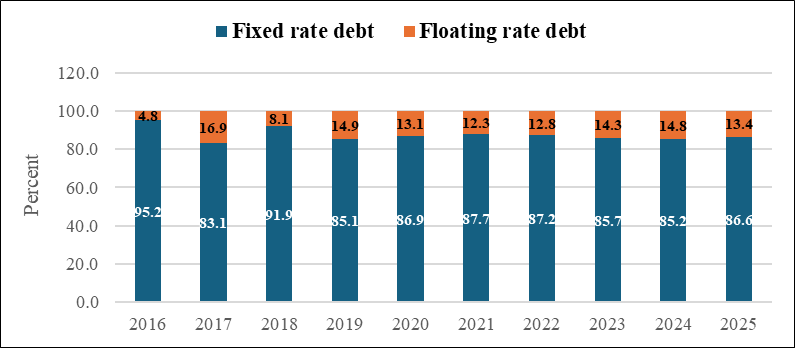 Fixed rate debt Floating rate debt
120.0
100.0
80.0
60.0
40.0
20.0
0.0
Percent
4.8 16.9 8.1 14.9 13.1 12.3 12.8 14.3 14.8 13.4
95.2 83.1 91.9 85.1 86.9 87.7 87.2 85.7 85.2 86.6
2016 2017 2018 2019 2020 2021 2022 2023 2024 2025